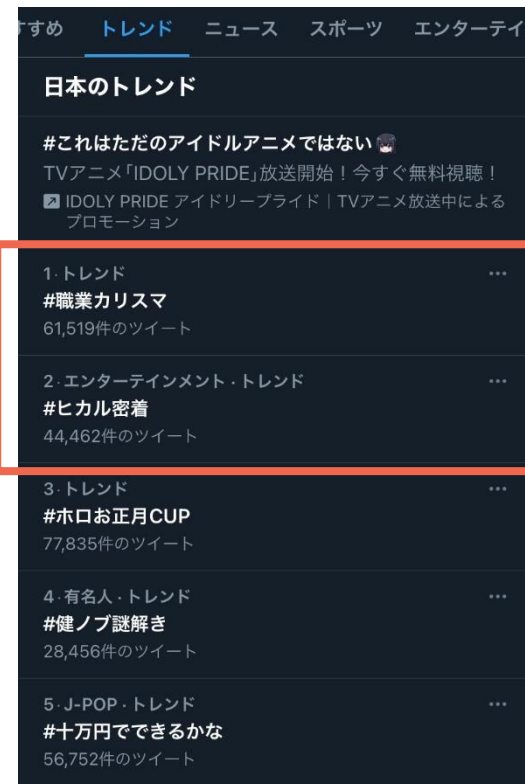 すすめ トレンド ニュース スポーツ エンターテイ
日本のトレンド
#これはただのアイドルアニメではない
TVアニメ「IDOLY PRIDE」放送開始！今すぐ無料視聴！
IDOLY PRIDE アイドリープライド｜TVアニメ放送中による
プロモーション
1·トレンド
#職業カリスマ
61,519件のツイート
2·エンターテインメント·トレンド
#ヒカル密着
44,462件のツイート
3·トレンド
#ホロお正月CUP
77,835件のツイート
4·有名人·トレンド
#健ノブ謎解き
28,456件のツイート
5·J-POP·トレンド
#十万円でできるかな
56,752件のツイート